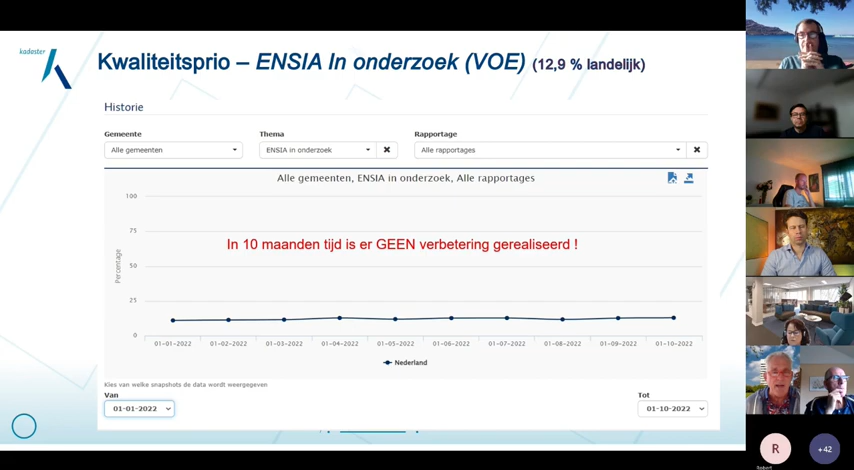 kadaster
Kwaliteitsprio – ENSIA In onderzoek (VOE) (12,9 % landelijk)
Historie
Gemeente Thema Rapportage
Alle gemeenten ENSIA in onderzoek Alle rapportages
Alle gemeenten, ENSIA in onderzoek, Alle rapportages
100
75
In 10 maanden tijd is er GEEN verbetering gerealiseerd !
Percentage
50
25
0
01-01-2022 01-02-2022 01-03-2022 01-04-2022 01-05-2022 01-06-2022 01-07-2022 01-08-2022 01-09-2022 01-10-2022
Nederland
Kies van welke snapshots de data wordt weergegeven
Van Tot
01-01-2022 01-10-2022
R +42
Robert